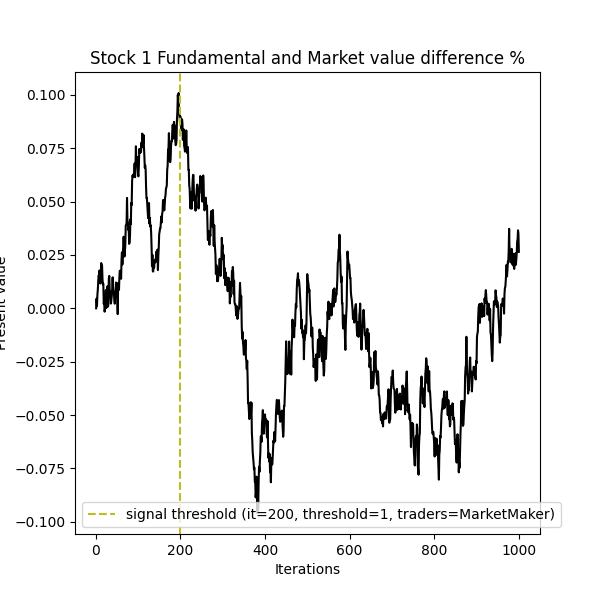 Stock 1 Fundamental and Market value difference %
0.100
0.075
0.050
0.025
0.000
−0.025
−0.050
−0.075
−0.100
Present value
signal threshold (it=200, threshold=1, traders=MarketMaker)
0 200 400 600 800 1000
Iterations